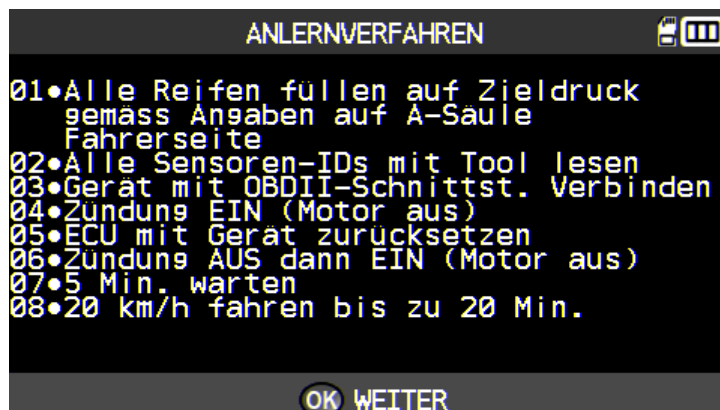 ANLERNVERFAHREN
01•Alle Reifen füllen auf Zieldruck
gemäss Angaben auf A-Säule
Fahrerseite
02•Alle Sensoren-IDs mit Tool lesen
03•Gerät mit OBDII-Schnittst. Verbinden
04•Zündung EIN (Motor aus)
05•ECU mit Gerät zurücksetzen
06•Zündung AUS dann EIN (Motor aus)
07•5 Min. warten
08•20 km/h fahren bis zu 20 Min.
OK WEITER